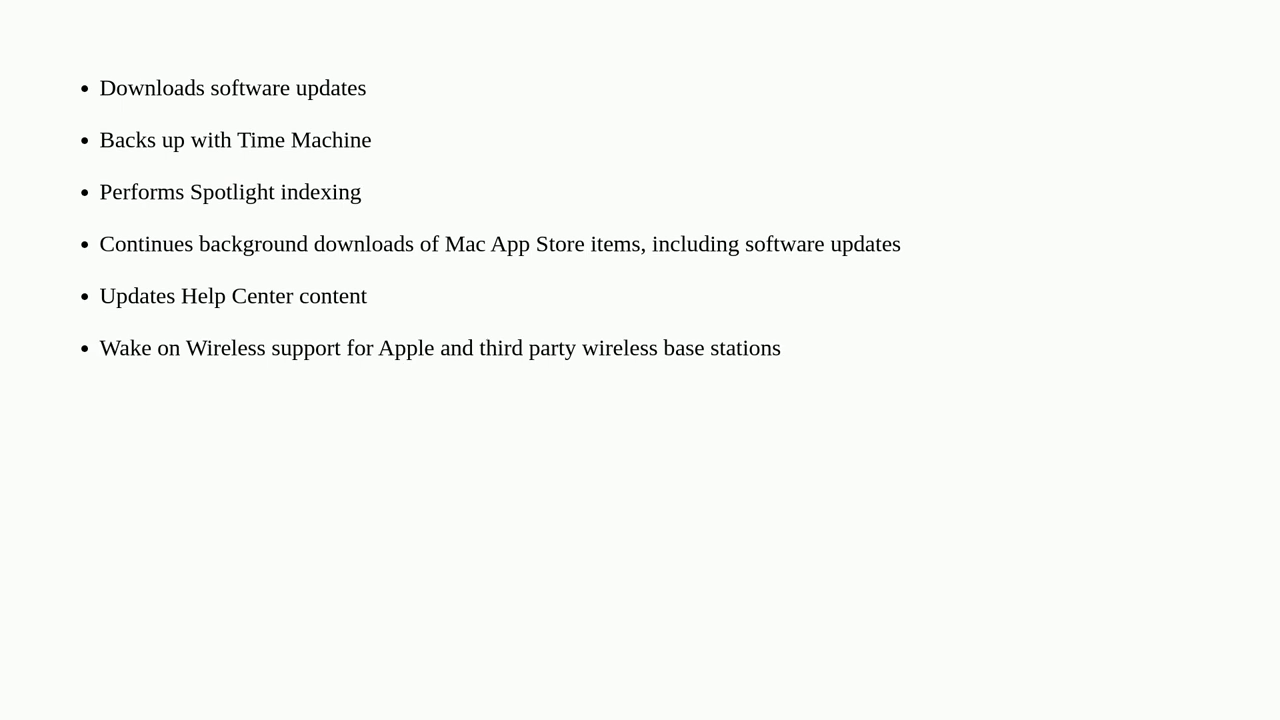 • Downloads software updates
• Backs up with Time Machine
• Performs Spotlight indexing
• Continues background downloads of Mac App Store items, including software updates
• Updates Help Center content
• Wake on Wireless support for Apple and third party wireless base stations